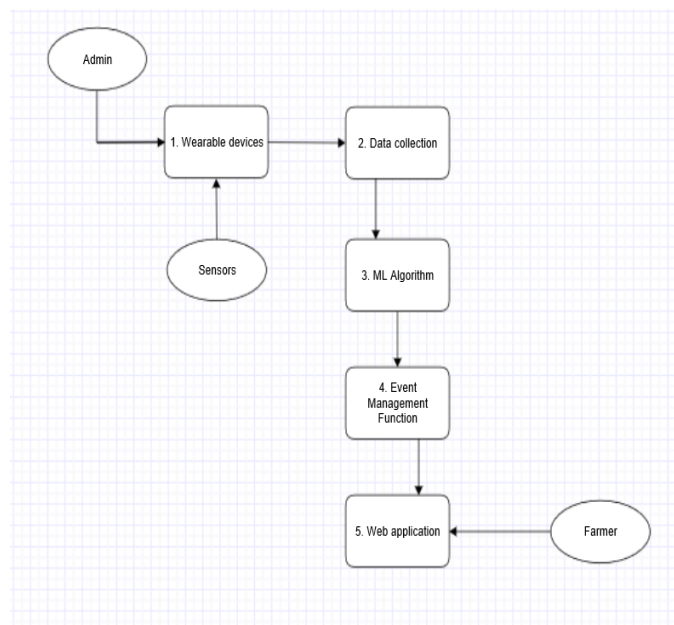 Admin
1. Wearable devices
2. Data collection
Sensors
3. ML Algorithm
4. Event
Management
Function
5. Web application
Farmer